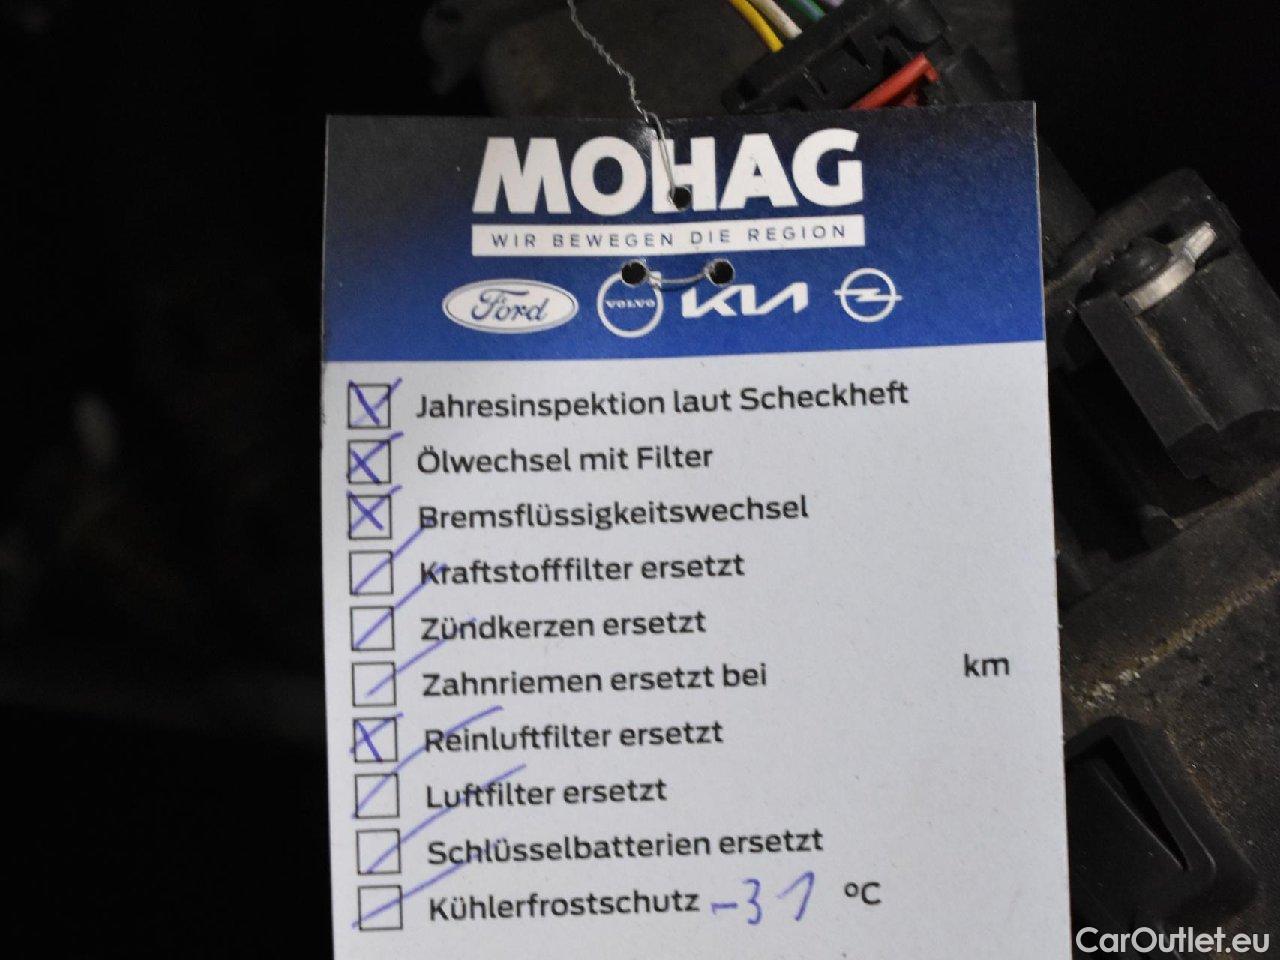 MOHAG
WIR BEWEGEN DIE REGION
Ford VOLVO KIA
Jahresinspektion laut Scheckheft
Ölwechsel mit Filter
Bremsflüssigkeitswechsel
Kraftstofffilter ersetzt
Zündkerzen ersetzt
Zahnriemen ersetzt bei km
Reinluftfilter ersetzt
Luftfilter ersetzt
Schlüsselbatterien ersetzt
Kühlerfrostschutz -31 °C
CarOutlet.eu